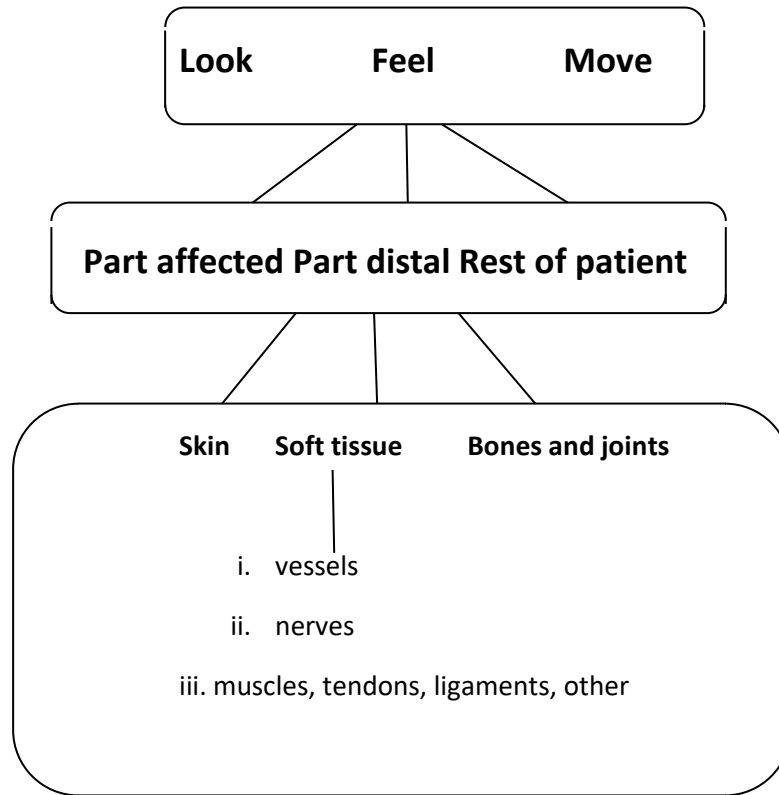 Look Feel Move
Part affected Part distal Rest of patient
Skin Soft tissue Bones and joints
i. vessels
ii. nerves
iii. muscles, tendons, ligaments, other